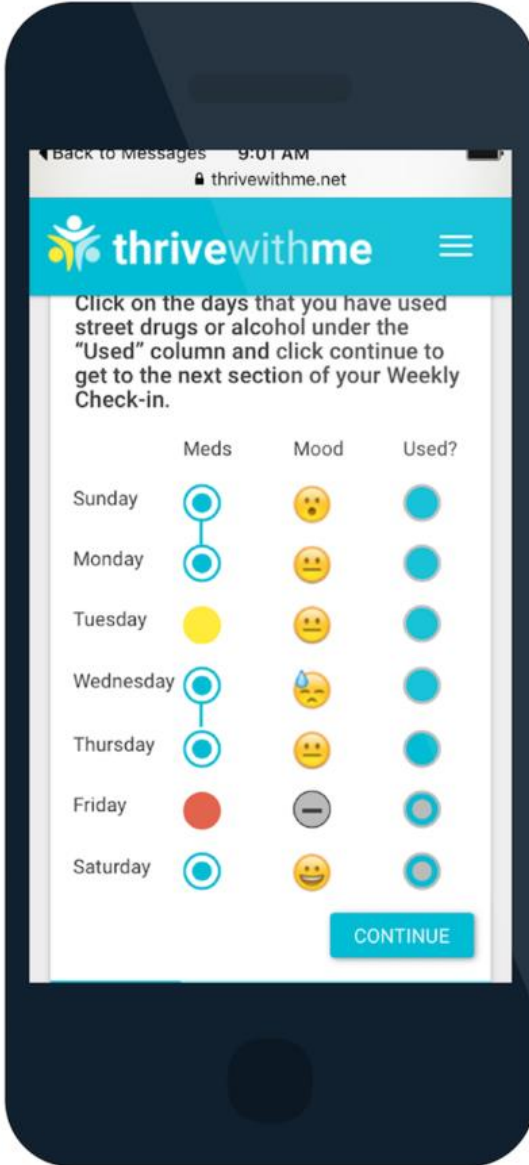 Back to Messages 9:01 AM
thrivewithme.net
thrivewithme
Click on the days that you have used
street drugs or alcohol under the
“Used” column and click continue to
get to the next section of your Weekly
Check-in.
Meds Mood Used?
Sunday
Monday
Tuesday
Wednesday
Thursday
Friday
Saturday
CONTINUE